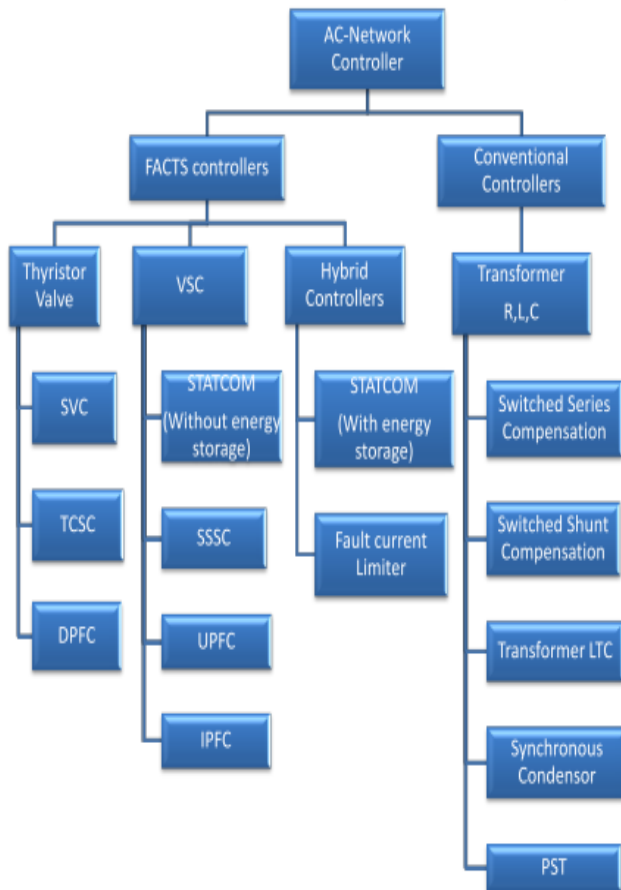 AC-Network
Controller
FACTS controllers
Conventional
Controllers
Thyristor
Valve
VSC
Hybrid
Controllers
Transformer
R,L,C
SVC
TCSC
DPFC
STATCOM
(Without energy
storage)
SSSC
UPFC
IPFC
STATCOM
(With energy
storage)
Fault current
Limiter
Switched Series
Compensation
Switched Shunt
Compensation
Transformer LTC
Synchronous
Condensor
PST